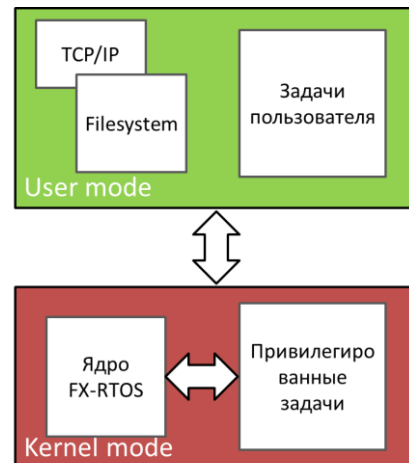 TCP/IP
Filesystem
Задачи
пользователя
User mode
Ядро
FX-RTOS
Привилегиро
ванные
задачи
Kernel mode